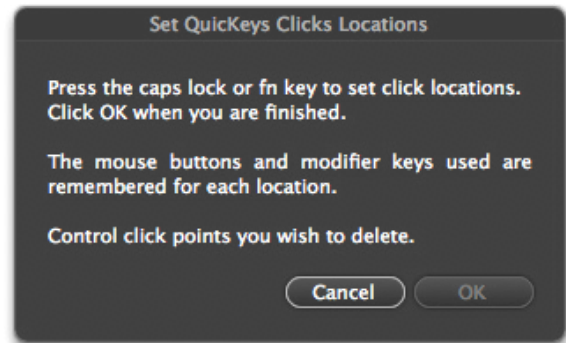 Set QuicKeys Clicks Locations
Press the caps lock or fn key to set click locations.
Click OK when you are finished.
The mouse buttons and modifier keys used are
remembered for each location.
Control click points you wish to delete.
Cancel
OK